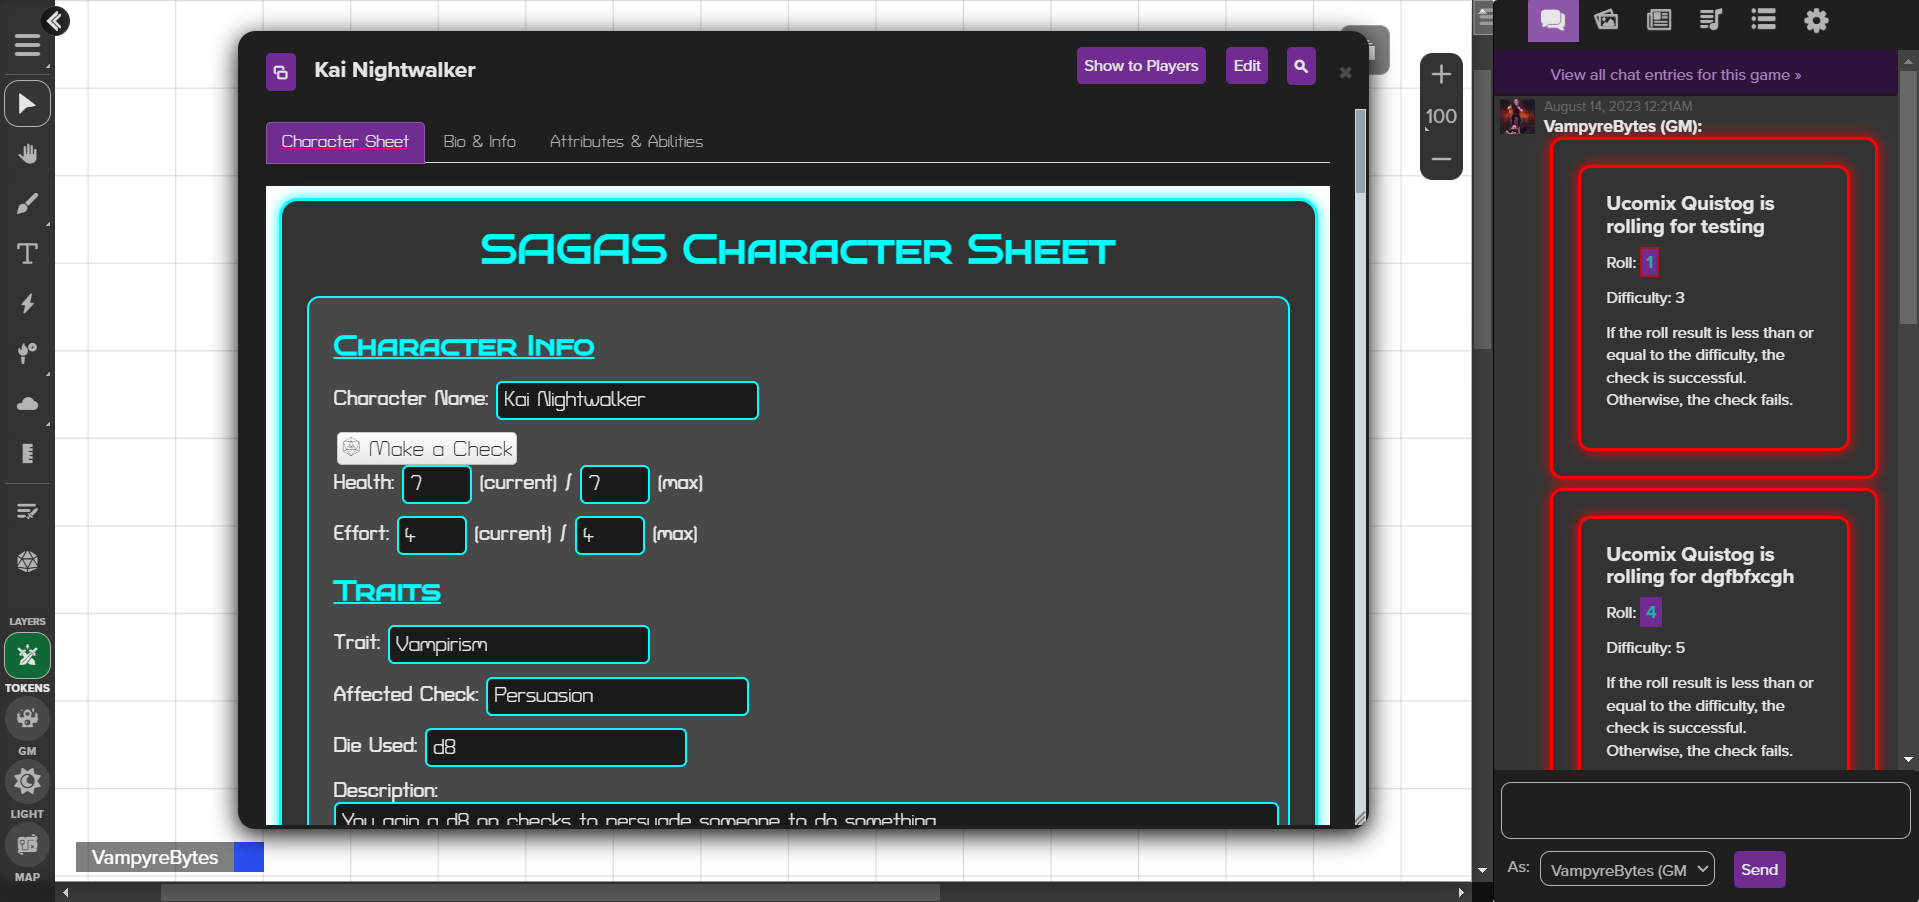 Kai Nightwalker
Show to Players
Edit
Character Sheet
Bio & Info
Attributes & Abilities
SAGAS Character Sheet
Character Info
Character Name: Kai Nightwalker
Make a Check
Health: 7 (current) / 7 (max)
Effort: 4 (current) / 4 (max)
Traits
Trait: Vampirism
Affected Check: Persuasion
Die Used: d8
Description:
You gain a d8 on checks to persuade someone to do something
LAYERS
TOKENS
GM
LIGHT
MAP
VampyreBytes
100
View all chat entries for this game »
August 14, 2023 12:21AM
VampyreBytes (GM):
Ucomix Quistog is
rolling for testing
Roll: 1
Difficulty: 3
If the roll result is less than or
equal to the difficulty, the
check is successful.
Otherwise, the check fails.
Ucomix Quistog is
rolling for dgfbfxcgh
Roll: 4
Difficulty: 5
If the roll result is less than or
equal to the difficulty, the
check is successful.
Otherwise, the check fails.
As: VampyreBytes (GM
Send